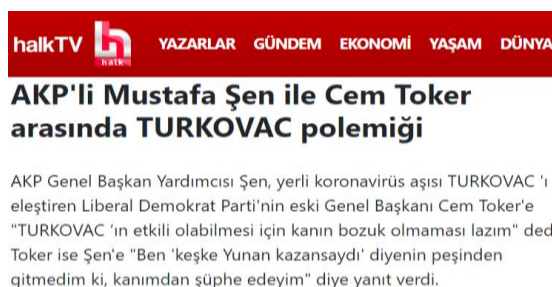 halkTV h halk YAZARLAR GÜNDEM EKONOMİ YAŞAM DÜNYA
AKP'li Mustafa Şen ile Cem Toker
arasında TURKOVAC polemiği
AKP Genel Başkan Yardımcısı Şen, yerli koronavirüs aşısı TURKOVAC 'ı
eleştiren Liberal Demokrat Parti'nin eski Genel Başkanı Cem Toker'e
"TURKOVAC 'ın etkili olabilmesi için kanın bozuk olmaması lazım" ded
Toker ise Şen'e "Ben 'keşke Yunan kazansaydı' diyenin peşinden
gitmedim ki, kanımdan şüphe edeyim" diye yanıt verdi.